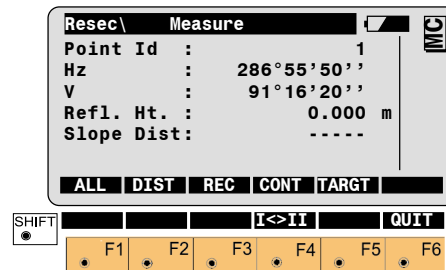 Resec\ Measure MC
Point Id : 1
Hz : 286°55'50''
V : 91°16'20''
Refl. Ht. : 0.000 m
Slope Dist: -----
ALL DIST REC CONT TARGT
SHIFT I<>II QUIT
F1 F2 F3 F4 F5 F6